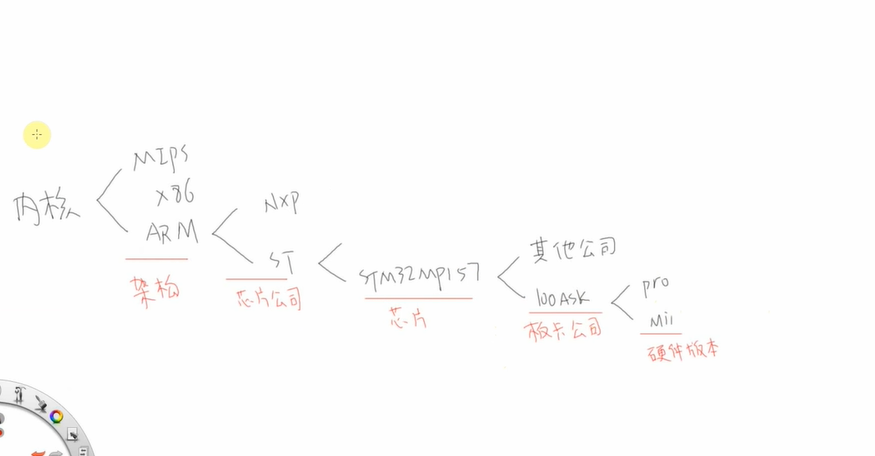 内核
MIPS
X86
ARM
架构
NXP
ST
芯片公司
STM32MP157
芯片
其他公司
100ASK
板卡公司
pro
Mii
硬件版本